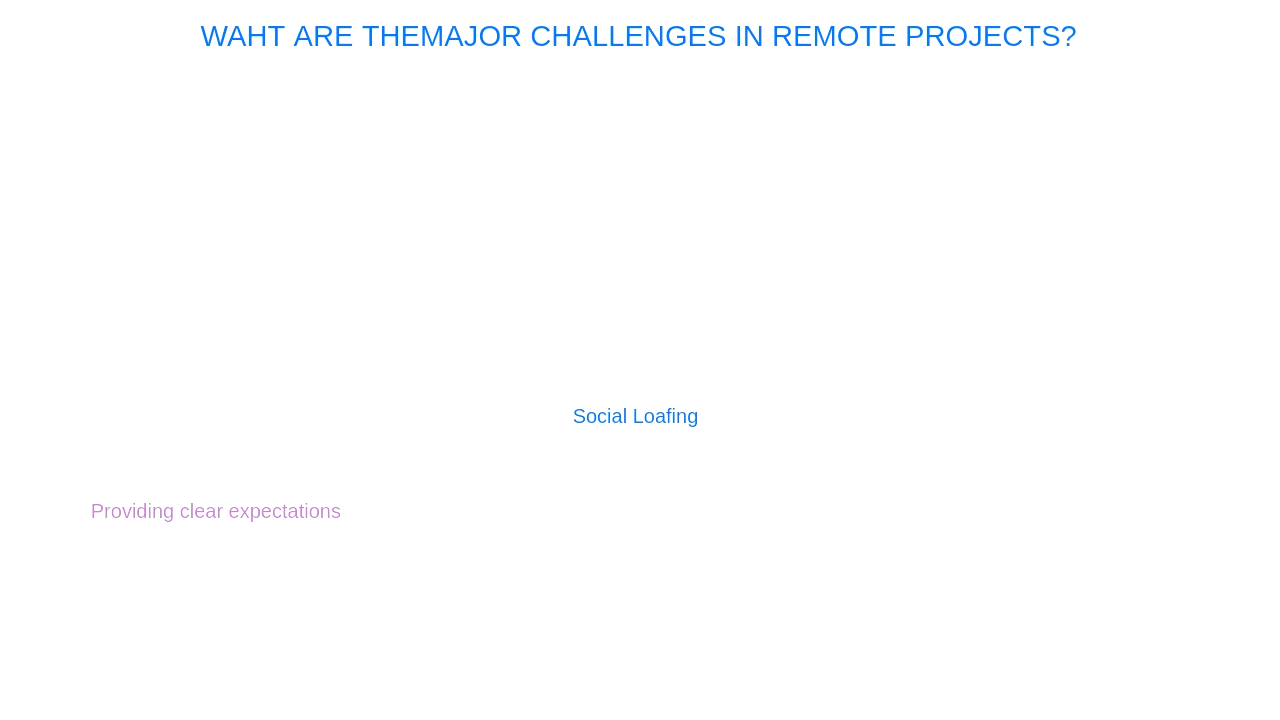 WAHT ARE THEMAJOR CHALLENGES IN REMOTE PROJECTS?
Social Loafing
Providing clear expectations